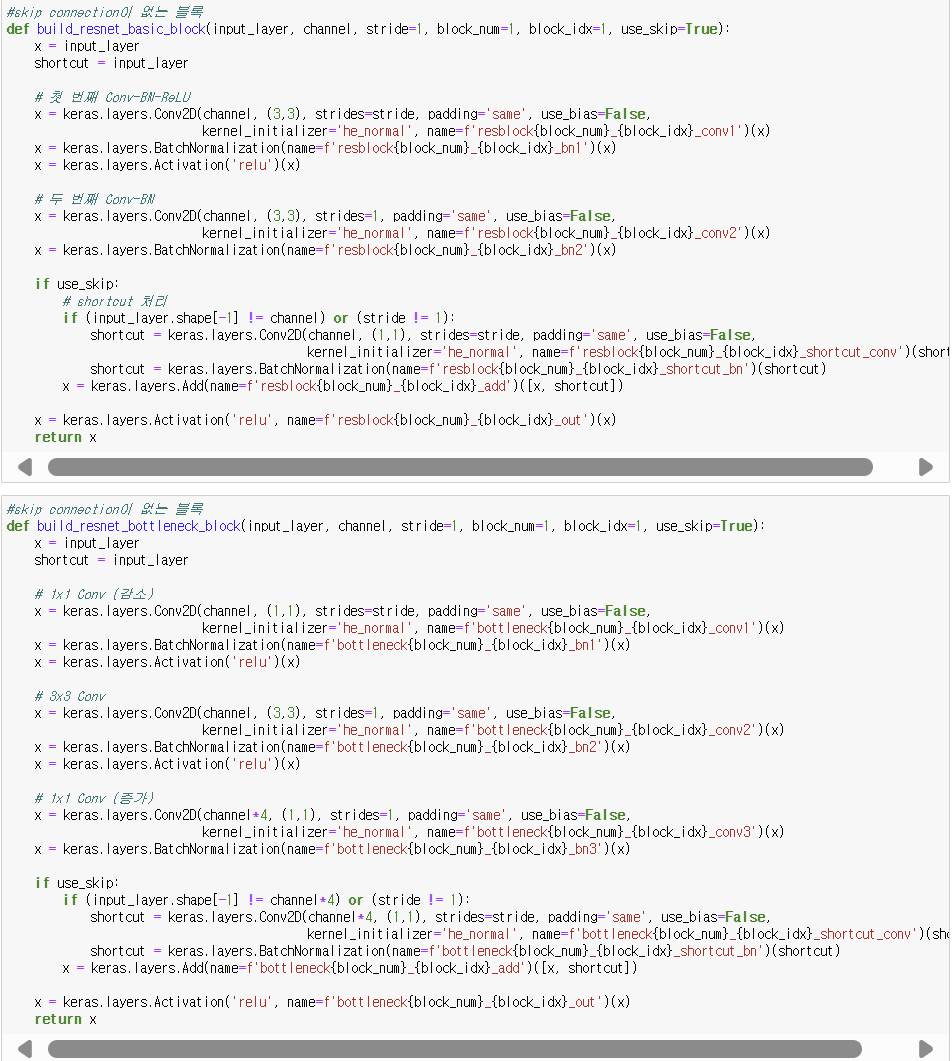 #skip connection이 없는 블록
def build_resnet_basic_block(input_layer, channel, stride=1, block_num=1, block_idx=1, use_skip=True):
    x = input_layer
    shortcut = input_layer

    # 첫 번째 Conv-BN-ReLU
    x = keras.layers.Conv2D(channel, (3,3), strides=stride, padding='same', use_bias=False,
                            kernel_initializer='he_normal', name=f'resblock{block_num}_{block_idx}_conv1')(x)
    x = keras.layers.BatchNormalization(name=f'resblock{block_num}_{block_idx}_bn1')(x)
    x = keras.layers.Activation('relu')(x)

    # 두 번째 Conv-BN
    x = keras.layers.Conv2D(channel, (3,3), strides=1, padding='same', use_bias=False,
                            kernel_initializer='he_normal', name=f'resblock{block_num}_{block_idx}_conv2')(x)
    x = keras.layers.BatchNormalization(name=f'resblock{block_num}_{block_idx}_bn2')(x)

    if use_skip:
        # shortcut 처리
        if (input_layer.shape[-1] != channel) or (stride != 1):
            shortcut = keras.layers.Conv2D(channel, (1,1), strides=stride, padding='same', use_bias=False,
                                           kernel_initializer='he_normal', name=f'resblock{block_num}_{block_idx}_shortcut_conv')(short
            shortcut = keras.layers.BatchNormalization(name=f'resblock{block_num}_{block_idx}_shortcut_bn')(shortcut)
        x = keras.layers.Add(name=f'resblock{block_num}_{block_idx}_add')([x, shortcut])

    x = keras.layers.Activation('relu', name=f'resblock{block_num}_{block_idx}_out')(x)
    return x

#skip connection이 없는 블록
def build_resnet_bottleneck_block(input_layer, channel, stride=1, block_num=1, block_idx=1, use_skip=True):
    x = input_layer
    shortcut = input_layer

    # 1x1 Conv (감소)
    x = keras.layers.Conv2D(channel, (1,1), strides=stride, padding='same', use_bias=False,
                            kernel_initializer='he_normal', name=f'bottleneck{block_num}_{block_idx}_conv1')(x)
    x = keras.layers.BatchNormalization(name=f'bottleneck{block_num}_{block_idx}_bn1')(x)
    x = keras.layers.Activation('relu')(x)

    # 3x3 Conv
    x = keras.layers.Conv2D(channel, (3,3), strides=1, padding='same', use_bias=False,
                            kernel_initializer='he_normal', name=f'bottleneck{block_num}_{block_idx}_conv2')(x)
    x = keras.layers.BatchNormalization(name=f'bottleneck{block_num}_{block_idx}_bn2')(x)
    x = keras.layers.Activation('relu')(x)

    # 1x1 Conv (증가)
    x = keras.layers.Conv2D(channel*4, (1,1), strides=1, padding='same', use_bias=False,
                            kernel_initializer='he_normal', name=f'bottleneck{block_num}_{block_idx}_conv3')(x)
    x = keras.layers.BatchNormalization(name=f'bottleneck{block_num}_{block_idx}_bn3')(x)

    if use_skip:
        if (input_layer.shape[-1] != channel*4) or (stride != 1):
            shortcut = keras.layers.Conv2D(channel*4, (1,1), strides=stride, padding='same', use_bias=False,
                                           kernel_initializer='he_normal', name=f'bottleneck{block_num}_{block_idx}_shortcut_conv')(sho
            shortcut = keras.layers.BatchNormalization(name=f'bottleneck{block_num}_{block_idx}_shortcut_bn')(shortcut)
        x = keras.layers.Add(name=f'bottleneck{block_num}_{block_idx}_add')([x, shortcut])

    x = keras.layers.Activation('relu', name=f'bottleneck{block_num}_{block_idx}_out')(x)
    return x